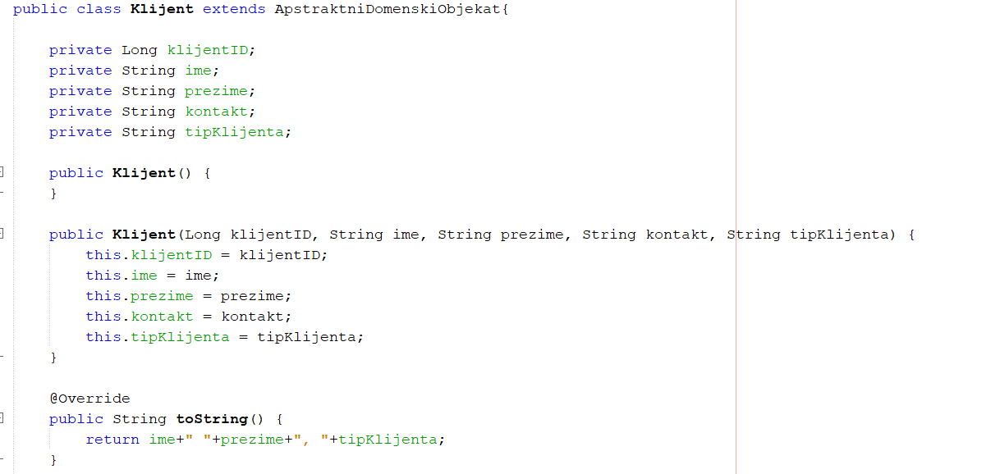 public class Klijent extends ApstraktniDomenskiObjekat{
private Long klijentID;
private String ime;
private String prezime;
private String kontakt;
private String tipKlijenta;
public Klijent() {
}
public Klijent(Long klijentID, String ime, String prezime, String kontakt, String tipKlijenta) {
this.klijentID = klijentID;
this.ime = ime;
this.prezime = prezime;
this.kontakt = kontakt;
this.tipKlijenta = tipKlijenta;
}
@Override
public String toString() {
return ime+" "+prezime+", "+tipKlijenta;
}